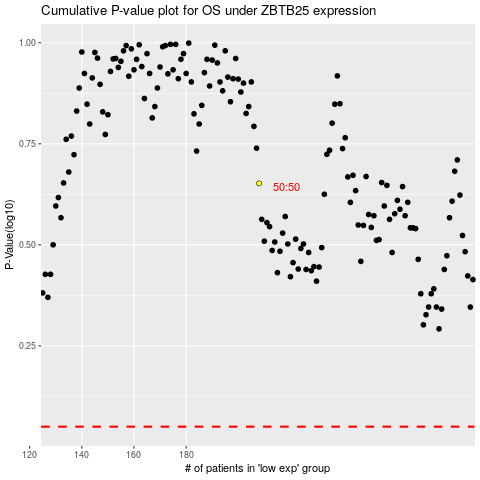 Cumulative P-value plot for OS under ZBTB25 expression
P-Value(log10)
1.00
0.75
0.50
0.25
50:50
120 140 160 180
# of patients in 'low exp' group